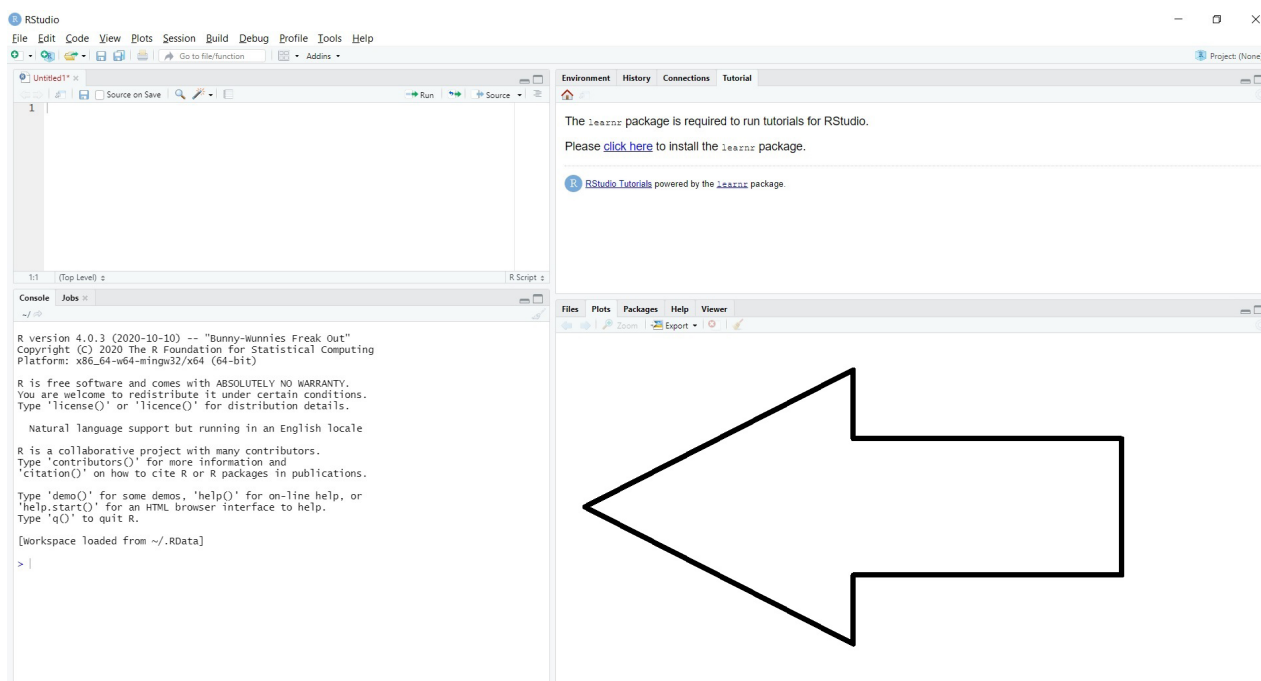 RStudio
File Edit Code View Plots Session Build Debug Profile Tools Help
Go to file/function Addins
Project: (None
Untitled1*
Source on Save Run Source
1
1:1 (Top Level) R Script
Console Jobs
~/
R version 4.0.3 (2020-10-10) -- "Bunny-Wunnies Freak Out"
Copyright (C) 2020 The R Foundation for Statistical Computing
Platform: x86_64-w64-mingw32/x64 (64-bit)
R is free software and comes with ABSOLUTELY NO WARRANTY.
You are welcome to redistribute it under certain conditions.
Type 'license()' or 'licence()' for distribution details.
Natural language support but running in an English locale
R is a collaborative project with many contributors.
Type 'contributors()' for more information and
'citation()' on how to cite R or R packages in publications.
Type 'demo()' for some demos, 'help()' for on-line help, or
'help.start()' for an HTML browser interface to help.
Type 'q()' to quit R.
[Workspace loaded from ~/.RData]
>
Environment History Connections Tutorial
The learnr package is required to run tutorials for RStudio.
Please click here to install the learnr package.
R RStudio Tutorials powered by the learnr package.
Files Plots Packages Help Viewer
Zoom Export